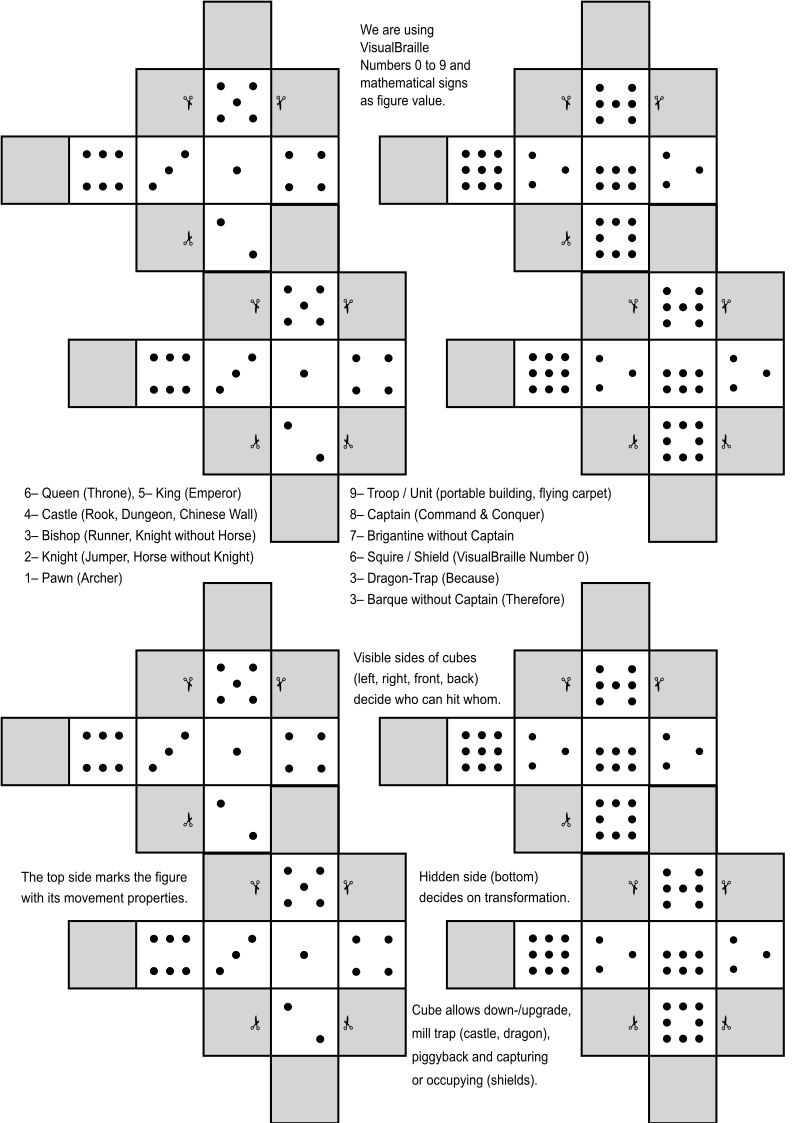 We are using
VisualBraille
Numbers 0 to 9 and
mathematical signs
as figure value.
6– Queen (Throne), 5– King (Emperor)
4– Castle (Rook, Dungeon, Chinese Wall)
3– Bishop (Runner, Knight without Horse)
2– Knight (Jumper, Horse without Knight)
1– Pawn (Archer)
9– Troop / Unit (portable building, flying carpet)
8– Captain (Command & Conquer)
7– Brigantine without Captain
6– Squire / Shield (VisualBraille Number 0)
3– Dragon-Trap (Because)
3– Barque without Captain (Therefore)
Visible sides of cubes
(left, right, front, back)
decide who can hit whom.
The top side marks the figure
with its movement properties.
Hidden side (bottom)
decides on transformation.
Cube allows down-/upgrade,
mill trap (castle, dragon),
piggyback and capturing
or occupying (shields).